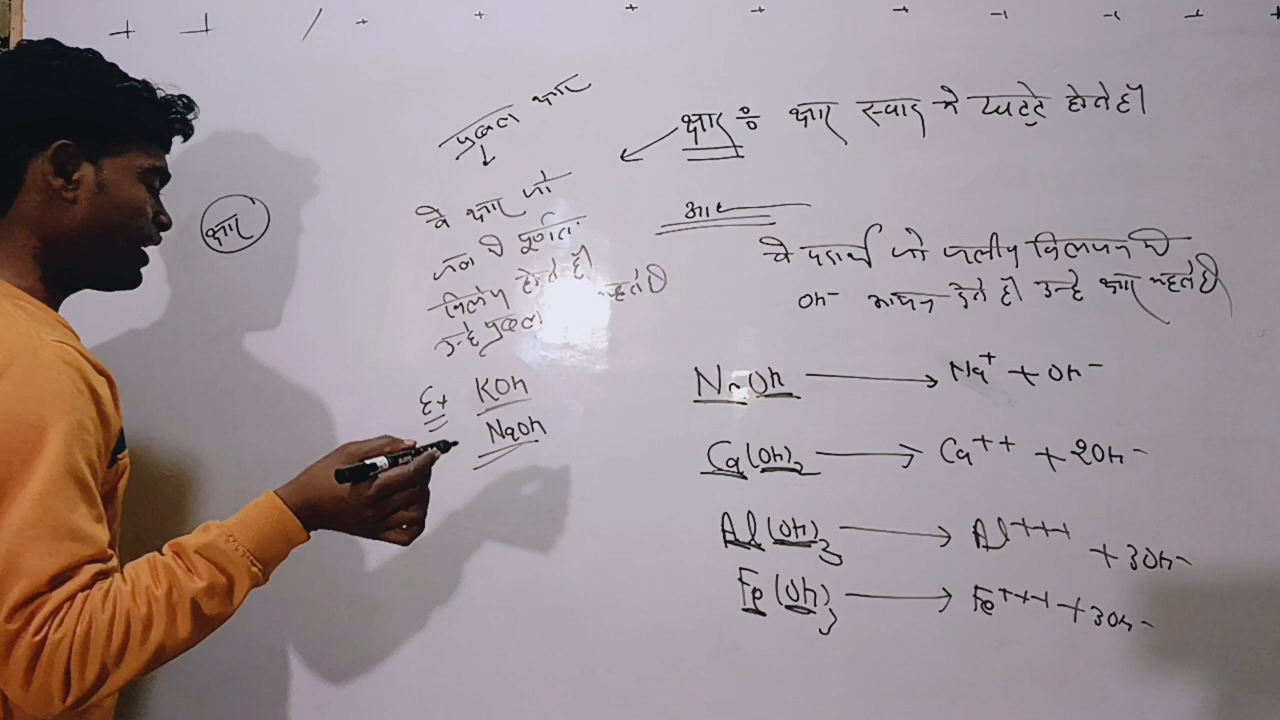 क्षार ÷ क्षार स्वाद मे खट्टे होते हैं।
वे पदार्थ जो जलीय विलयन में
OH- आयन देते हैं उन्हे क्षार कहते हैं
NaOH → Na+ + OH-
Ca(OH)2 → Ca++ + 2OH-
Al(OH)3 → Al+++ + 3OH-
Fe(OH)3 → Fe+++ + 3OH-
प्रबल क्षार
↓
वे क्षार जो
जल में पूर्णतः
विलेय होते हैं
उन्हे प्रबल कहते हैं
Ex KOH
NaOH
क्षार